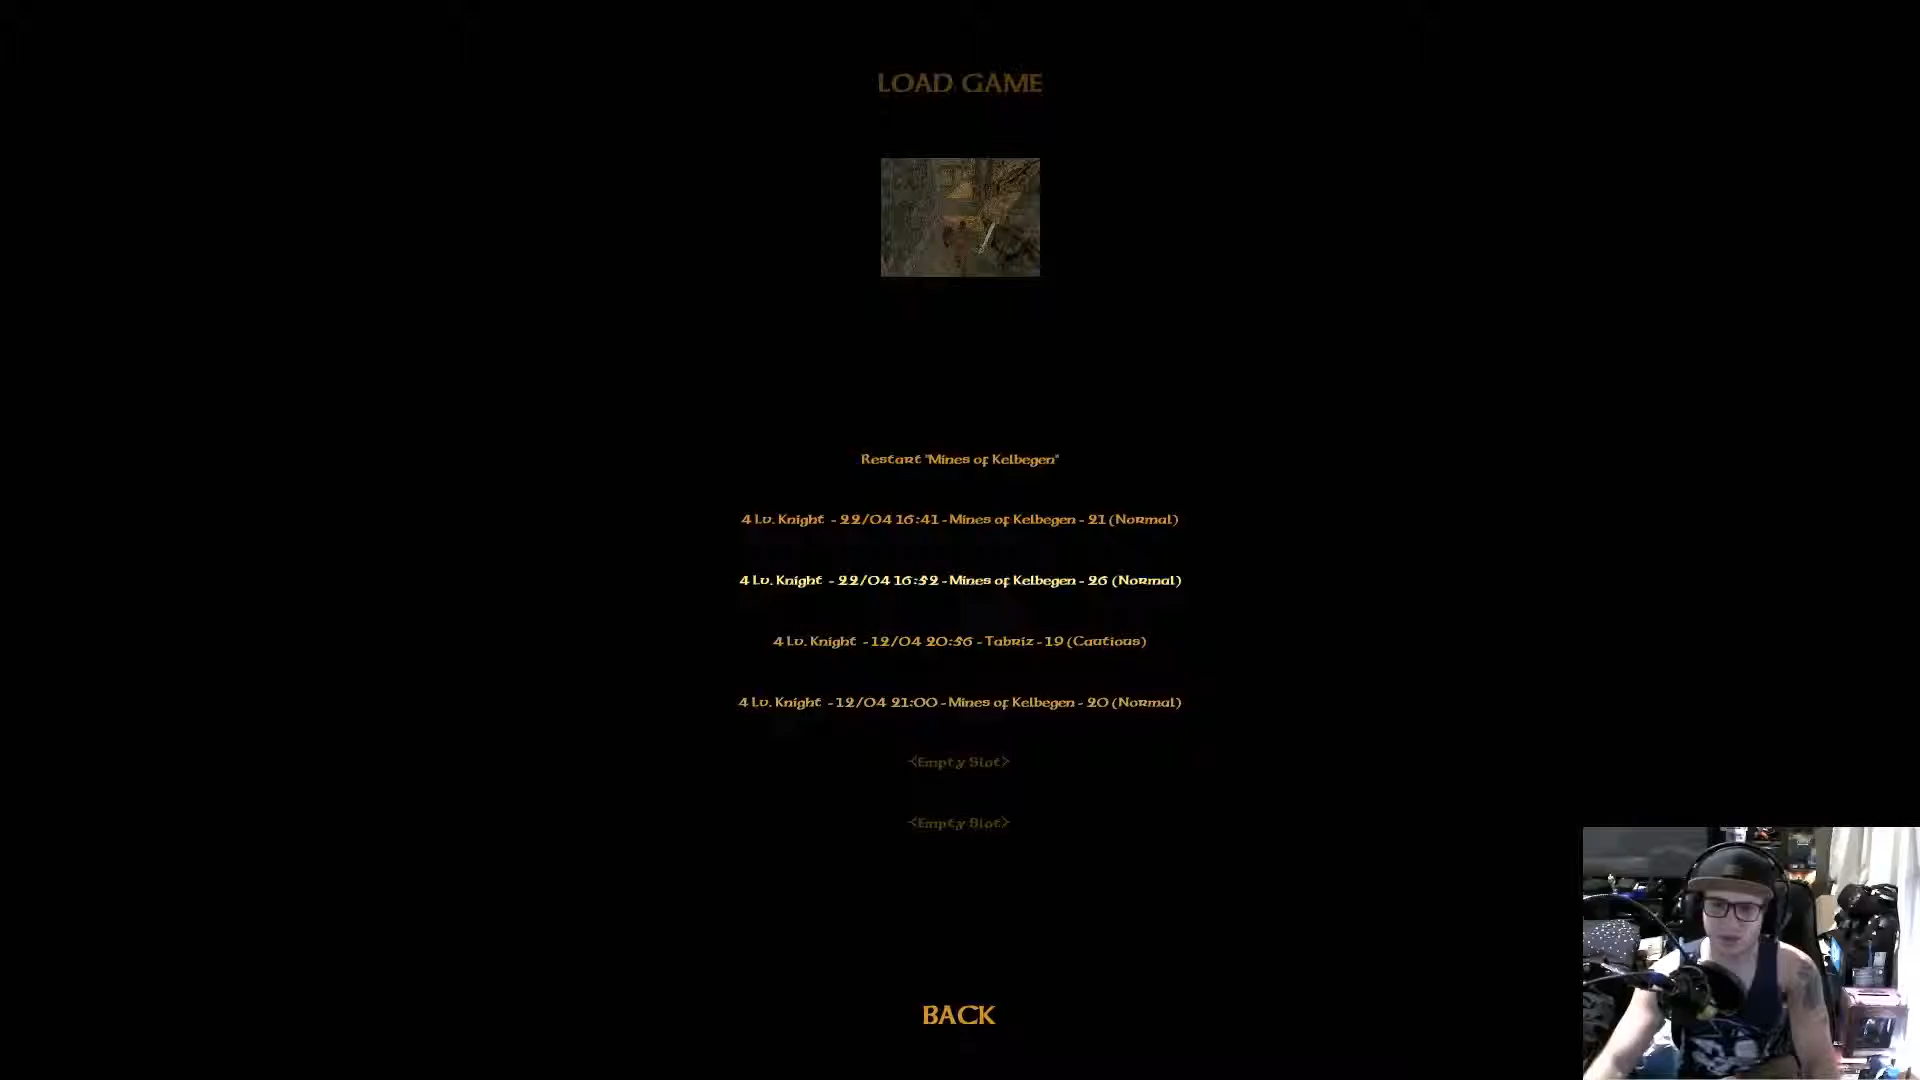 LOAD GAME
Restart "Mines of Kelbegen"
4 Lv. Knight - 22/04 16:41 - Mines of Kelbegen - 21 (Normal)
4 Lv. Knight - 22/04 16:52 - Mines of Kelbegen - 26 (Normal)
4 Lv. Knight - 12/04 20:56 - Tabriz - 19 (Cautious)
4 Lv. Knight - 12/04 21:00 - Mines of Kelbegen - 20 (Normal)
<Empty Slot>
<Empty Slot>
BACK